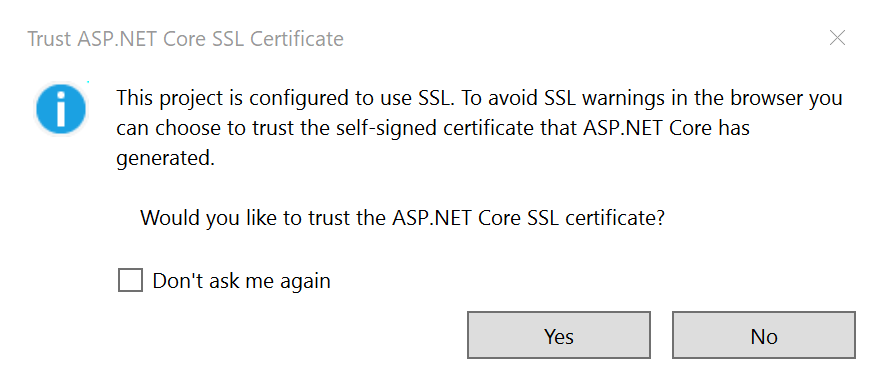 Trust ASP.NET Core SSL Certificate
This project is configured to use SSL. To avoid SSL warnings in the browser you
can choose to trust the self-signed certificate that ASP.NET Core has
generated.
Would you like to trust the ASP.NET Core SSL certificate?
Don't ask me again
Yes
No